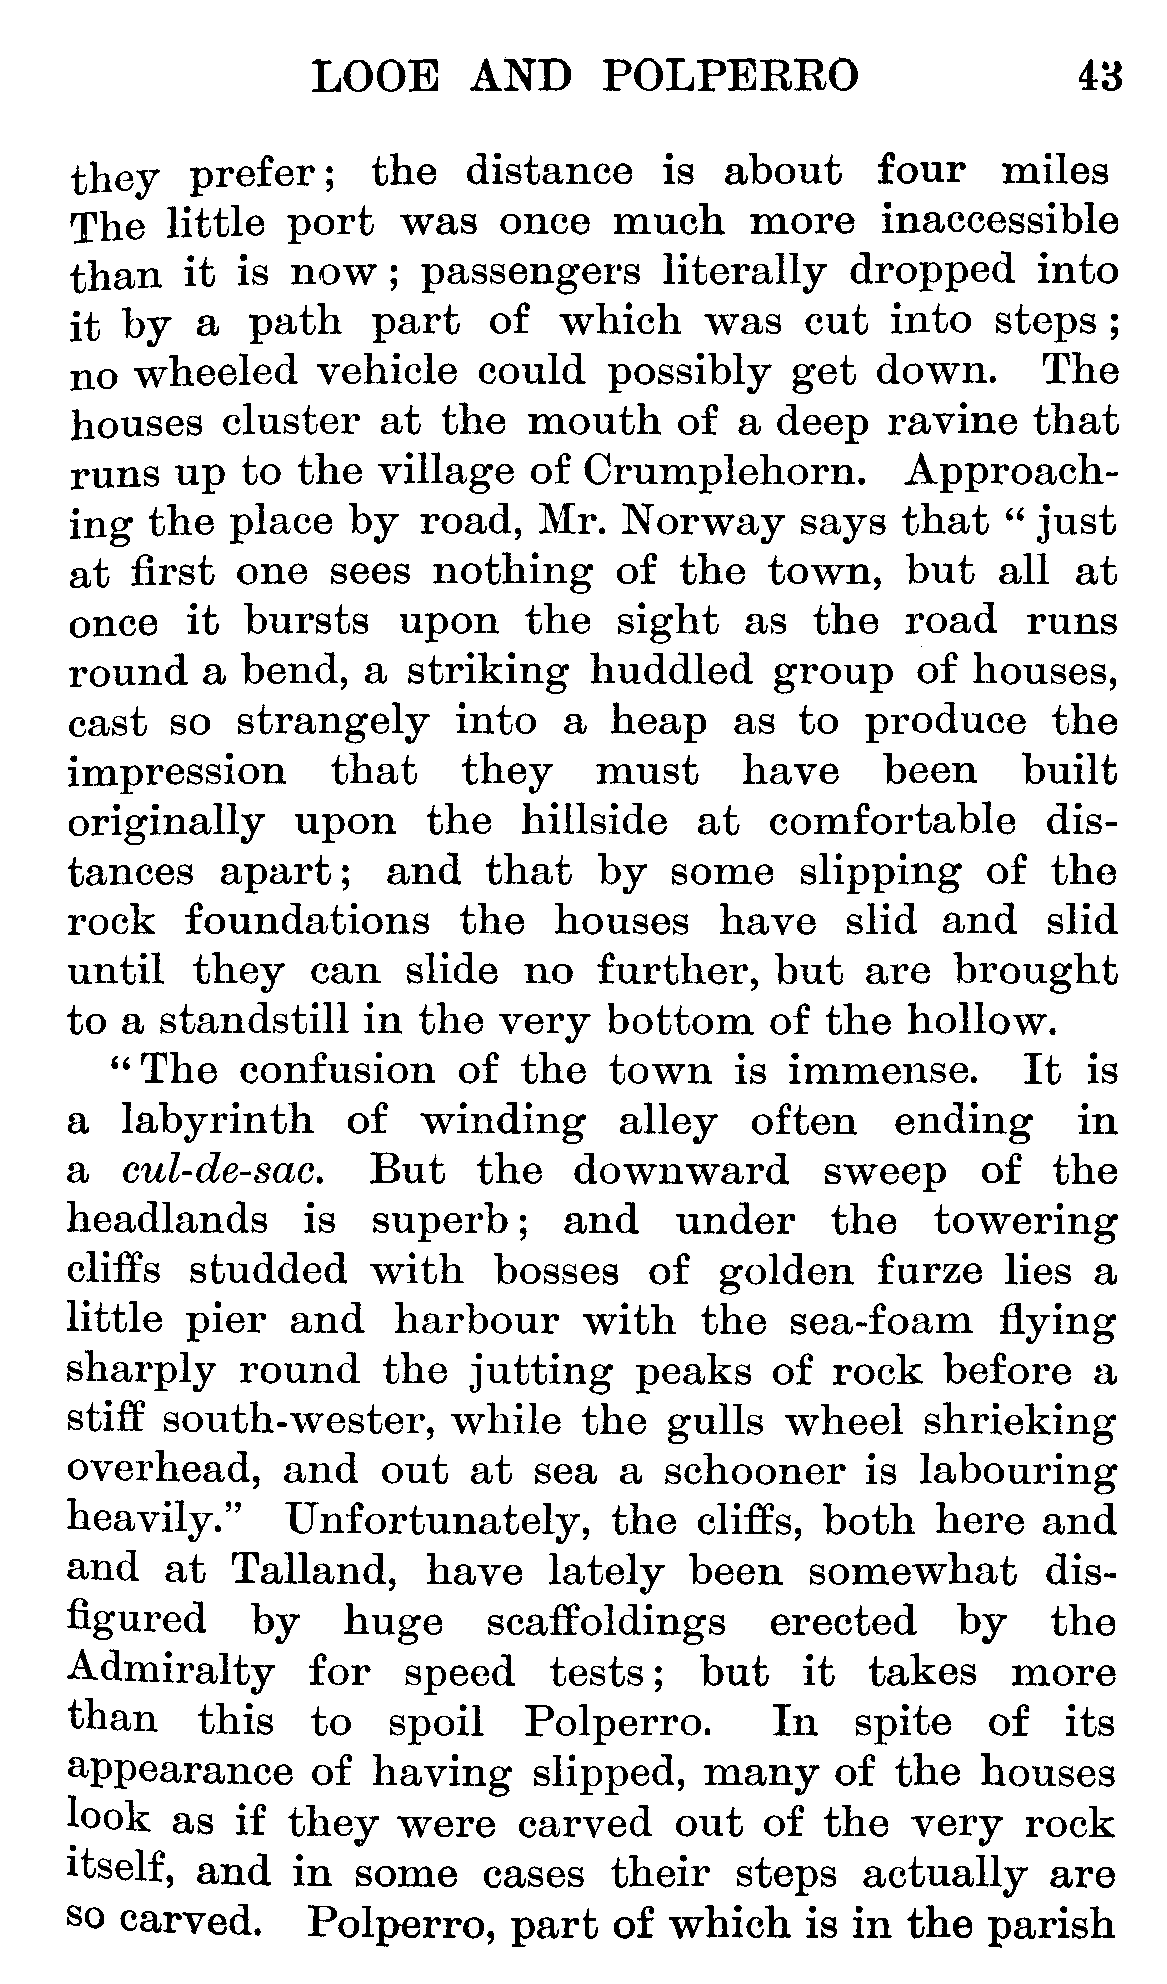 LOOE AND POLPERRO 43
they prefer; the distance is about four miles
The little port was once much more inaccessible
than it is now; passengers literally dropped into
it by a path part of which was cut into steps;
no wheeled vehicle could possibly get down. The
houses cluster at the mouth of a deep ravine that
runs up to the village of Crumplehorn. Approach-
ing the place by road, Mr. Norway says that “just
at first one sees nothing of the town, but all at
once it bursts upon the sight as the road runs
round a bend, a striking huddled group of houses,
cast so strangely into a heap as to produce the
impression that they must have been built
originally upon the hillside at comfortable dis-
tances apart; and that by some slipping of the
rock foundations the houses have slid and slid
until they can slide no further, but are brought
to a standstill in the very bottom of the hollow.
“The confusion of the town is immense. It is
a labyrinth of winding alley often ending in
a cul-de-sac. But the downward sweep of the
headlands is superb; and under the towering
cliffs studded with bosses of golden furze lies a
little pier and harbour with the sea-foam flying
sharply round the jutting peaks of rock before a
stiff south-wester, while the gulls wheel shrieking
overhead, and out at sea a schooner is labouring
heavily.” Unfortunately, the cliffs, both here and
and at Talland, have lately been somewhat dis-
figured by huge scaffoldings erected by the
Admiralty for speed tests; but it takes more
than this to spoil Polperro. In spite of its
appearance of having slipped, many of the houses
look as if they were carved out of the very rock
itself, and in some cases their steps actually are
so carved. Polperro, part of which is in the parish